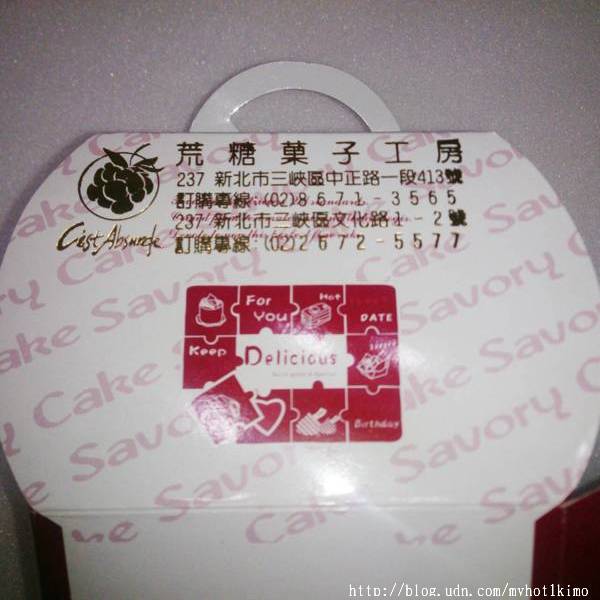 荒糖菓子工房
237 新北市三峽區中正路一段413號
訂購專線:(02)8671-3565
237 新北市三峽區文化路1-2號
訂購專線:(02)2672-5577
C'est Absurde
For You
Hot
DATE
Keep
Delicious
Birthday
Savory Cake Savory Cake
http://blog.udn.com/myhot1kimo